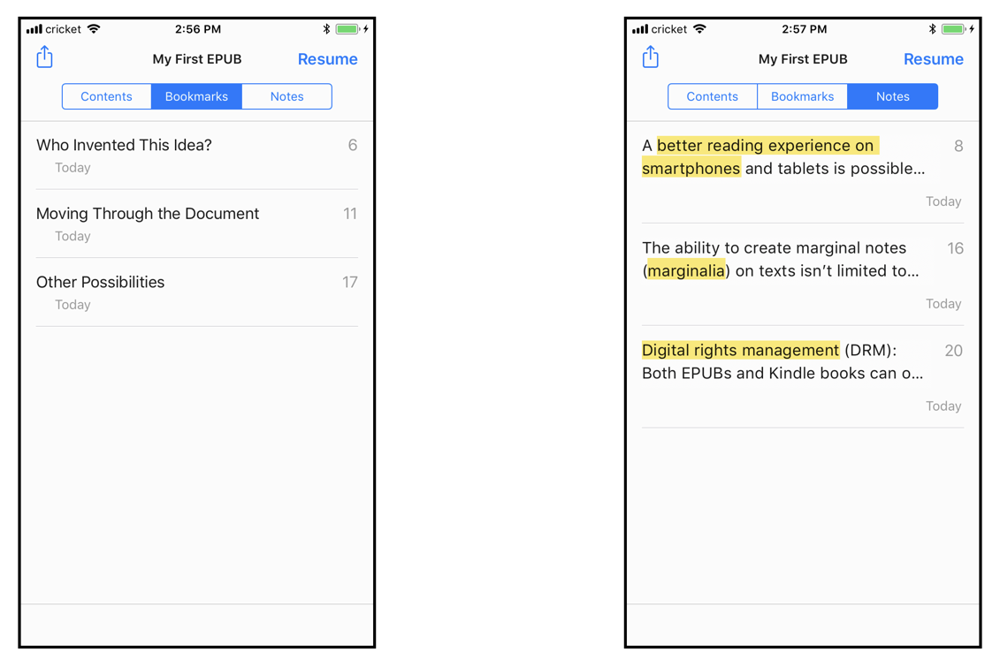 cricket 2:56 PM
My First EPUB Resume
Contents Bookmarks Notes
Who Invented This Idea? 6
Today
Moving Through the Document 11
Today
Other Possibilities 17
Today
cricket 2:57 PM
My First EPUB Resume
Contents Bookmarks Notes
A better reading experience on 8
smartphones and tablets is possible...
Today
The ability to create marginal notes 16
(marginalia) on texts isn’t limited to...
Today
Digital rights management (DRM): 20
Both EPUBs and Kindle books can o...
Today